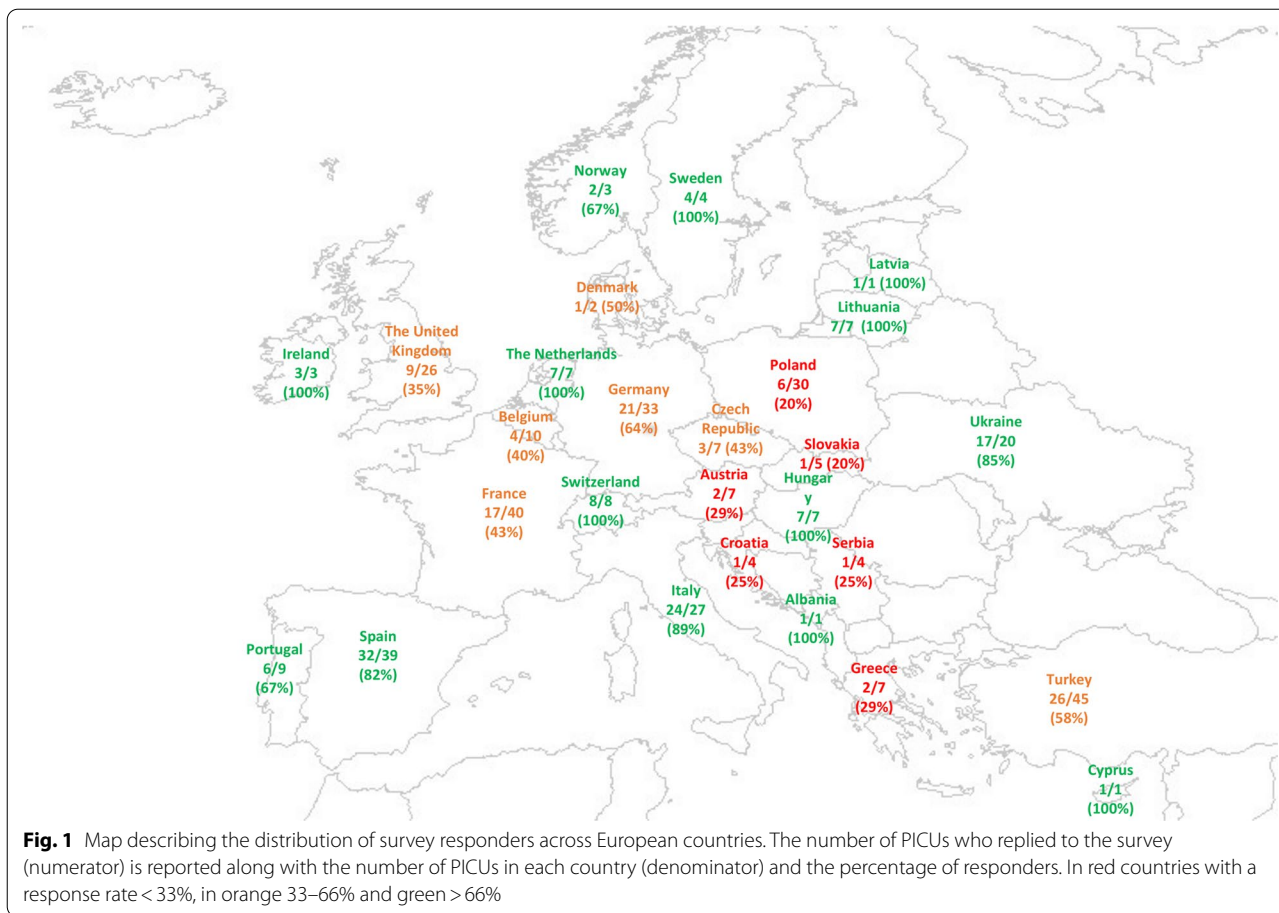 Norway
2/3
(67%)
Sweden
4/4
(100%)
Latvia
1/1 (100%)
Lithuania
7/7 (100%)
Denmark
1/2 (50%)
The United
Kingdom
9/26
(35%)
Ireland
3/3
(100%)
The Netherlands
7/7
(100%)
Germany
21/33
(64%)
Poland
6/30
(20%)
Belgium
4/10
(40%)
Czech
Republic
3/7 (43%)
Ukraine
17/20
(85%)
Slovakia
1/5 (20%)
Austria
2/7
(29%)
Hungar
y
7/7
(100%)
Switzerland
8/8
(100%)
France
17/40
(43%)
Croatia
1/4
(25%)
Serbia
1/4
(25%)
Italy
24/27
(89%)
Albania
1/1
(100%)
Spain
32/39
(82%)
Portugal
6/9
(67%)
Greece
2/7
(29%)
Turkey
26/45
(58%)
Cyprus
1/1
(100%)
Fig. 1 Map describing the distribution of survey responders across European countries. The number of PICUs who replied to the survey
(numerator) is reported along with the number of PICUs in each country (denominator) and the percentage of responders. In red countries with a
response rate < 33%, in orange 33–66% and green > 66%